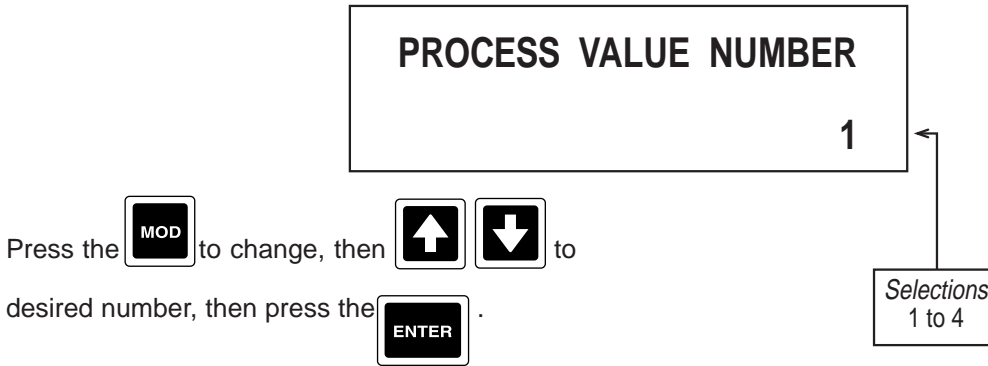 PROCESS VALUE NUMBER
1
Press the MOD to change, then to
desired number, then press the ENTER .
Selections
1 to 4